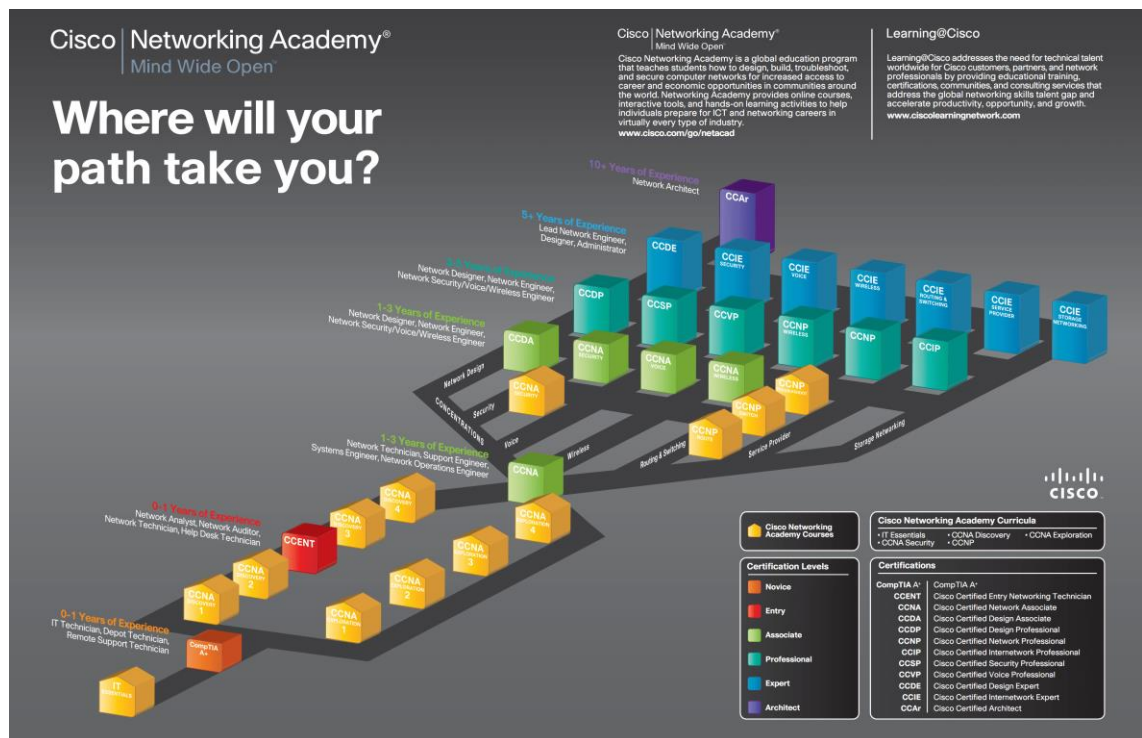 Cisco | Networking Academy®
Mind Wide Open™
Where will your
path take you?
Cisco | Networking Academy®
Mind Wide Open™
Cisco Networking Academy is a global education program
that teaches students how to design, build, troubleshoot,
and secure computer networks for increased access to
career and economic opportunities in communities around
the world. Networking Academy provides online courses,
interactive tools, and hands-on learning activities to help
individuals prepare for ICT and networking careers in
virtually every type of industry.
www.cisco.com/go/netacad
Learning@Cisco
Learning@Cisco addresses the need for technical talent
worldwide for Cisco customers, partners, and network
professionals by providing educational training,
certifications, communities, and consulting services that
address the global networking skills talent gap and
accelerate productivity, opportunity, and growth.
www.ciscolearningnetwork.com
10+ Years of Experience
Network Architect
CCAr
5+ Years of Experience
Lead Network Engineer,
Designer, Administrator
CCDE
CCIE
SECURITY
CCIE
VOICE
CCIE
WIRELESS
CCIE
ROUTING &
SWITCHING
CCIE
SERVICE
PROVIDER
CCIE
STORAGE
NETWORKING
Years of Experience
Network Designer, Network Engineer,
Network Security/Voice/Wireless Engineer
CCDP
CCSP
CCVP
CCNP
WIRELESS
CCNP
CCIP
1-3 Years of Experience
Network Designer, Network Engineer,
Network Security/Voice/Wireless Engineer
CCDA
CCNA
SECURITY
CCNA
VOICE
CCNA
WIRELESS
CCNA
SECURITY
CCNP
ROUTE
CCNP
SWITCH
CCNP
Network Design
Security
CONCENTRATIONS
Voice
Wireless
Routing & Switching
Service Provider
Storage Networking
1-3 Years of Experience
Network Technician, Support Engineer,
Systems Engineer, Network Operations Engineer
CCNA
0-1 Years of Experience
Network Analyst, Network Auditor,
Network Technician, Help Desk Technician
CCENT
CCNA
DISCOVERY
3
CCNA
DISCOVERY
4
CCNA
DISCOVERY
1
CCNA
DISCOVERY
2
CCNA
EXPLORATION
1
CCNA
EXPLORATION
2
CCNA
EXPLORATION
3
CCNA
EXPLORATION
4
0-1 Years of Experience
IT Technician, Depot Technician,
Remote Support Technician
CompTIA
A+
IT
ESSENTIALS
CISCO
Cisco Networking
Academy Courses
Cisco Networking Academy Curricula
• IT Essentials • CCNA Discovery • CCNA Exploration
• CCNA Security • CCNP
Certification Levels
Novice
Entry
Associate
Professional
Expert
Architect
Certifications
CompTIA A+ | CompTIA A+
CCENT | Cisco Certified Entry Networking Technician
CCNA | Cisco Certified Network Associate
CCDA | Cisco Certified Design Associate
CCDP | Cisco Certified Design Professional
CCNP | Cisco Certified Network Professional
CCIP | Cisco Certified Internetwork Professional
CCSP | Cisco Certified Security Professional
CCVP | Cisco Certified Voice Professional
CCDE | Cisco Certified Design Expert
CCIE | Cisco Certified Internetwork Expert
CCAr | Cisco Certified Architect